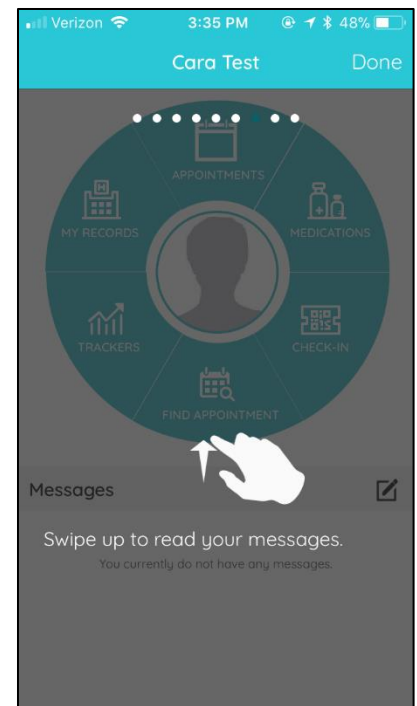 Verizon 3:35 PM 48%
Cara Test Done
APPOINTMENTS
MY RECORDS
MEDICATIONS
TRACKERS
CHECK-IN
FIND APPOINTMENT
Messages
Swipe up to read your messages.
You currently do not have any messages.